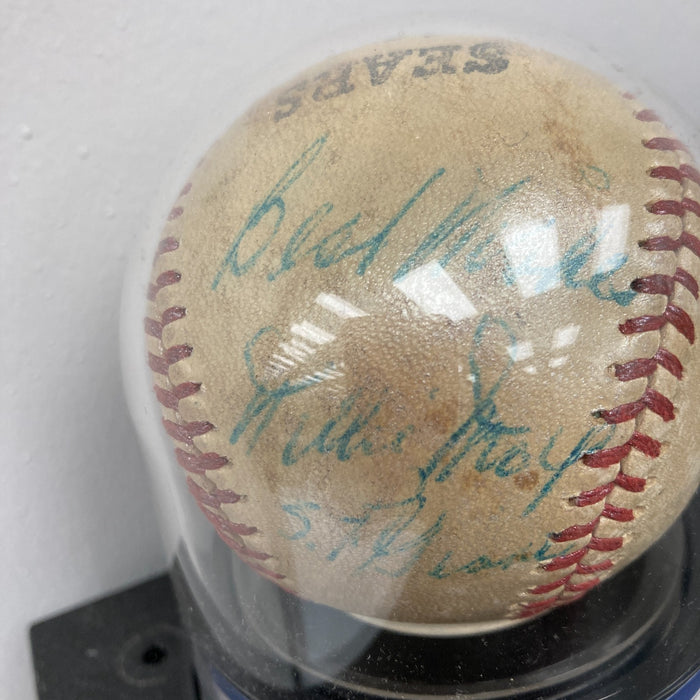 SEARS
Best Wishes
Willie Mays
S.F. Giants